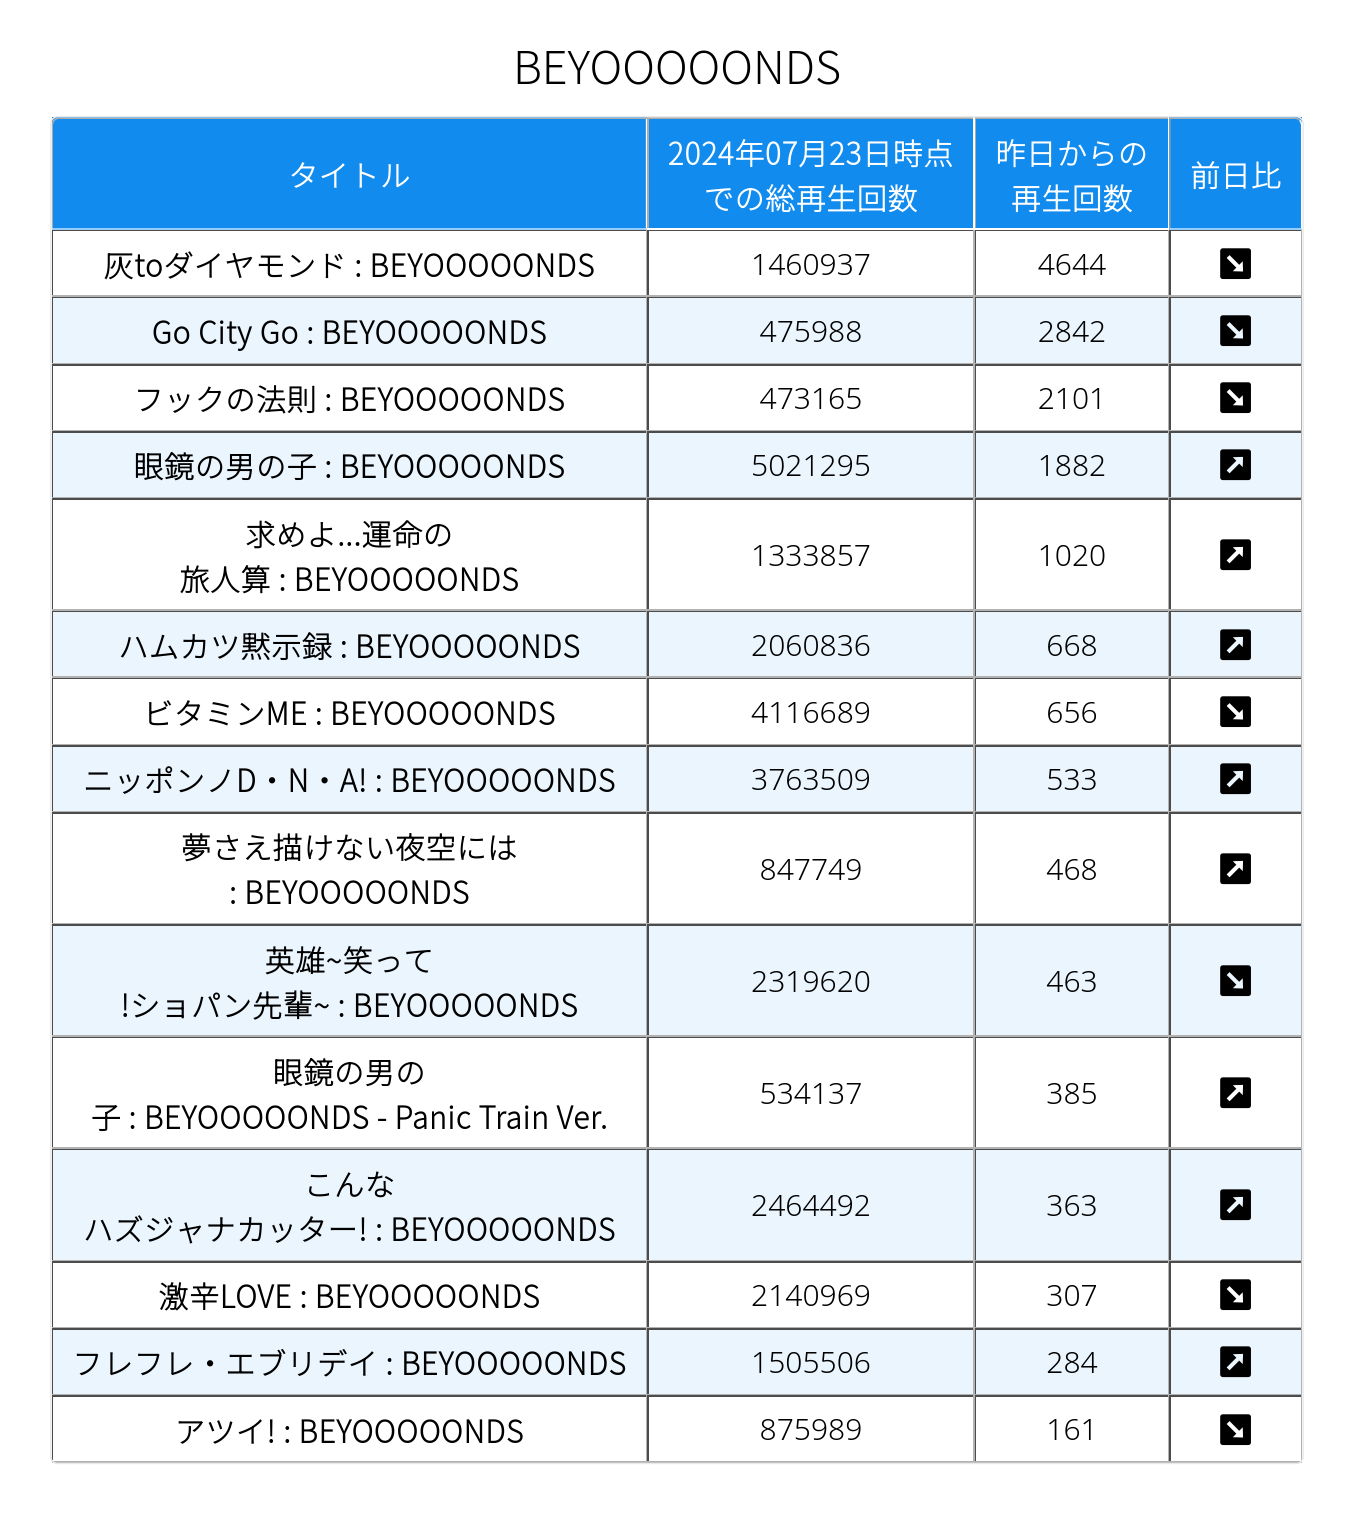 BEYOOOOONDS
タイトル
2024年07月23日時点
での総再生回数
昨日からの
再生回数
前日比
灰toダイヤモンド : BEYOOOOONDS 1460937 4644 ↘
Go City Go : BEYOOOOONDS 475988 2842 ↘
フックの法則 : BEYOOOOONDS 473165 2101 ↘
眼鏡の男の子 : BEYOOOOONDS 5021295 1882 ↗
求めよ...運命の
旅人算 : BEYOOOOONDS 1333857 1020 ↗
ハムカツ黙示録 : BEYOOOOONDS 2060836 668 ↗
ビタミンME : BEYOOOOONDS 4116689 656 ↘
ニッポンノD・N・A! : BEYOOOOONDS 3763509 533 ↗
夢さえ描けない夜空には
: BEYOOOOONDS 847749 468 ↗
英雄~笑って
!ショパン先輩~ : BEYOOOOONDS 2319620 463 ↘
眼鏡の男の
子 : BEYOOOOONDS - Panic Train Ver. 534137 385 ↗
こんな
ハズジャナカッター! : BEYOOOOONDS 2464492 363 ↗
激辛LOVE : BEYOOOOONDS 2140969 307 ↘
フレフレ・エブリデイ : BEYOOOOONDS 1505506 284 ↗
アツイ! : BEYOOOOONDS 875989 161 ↘